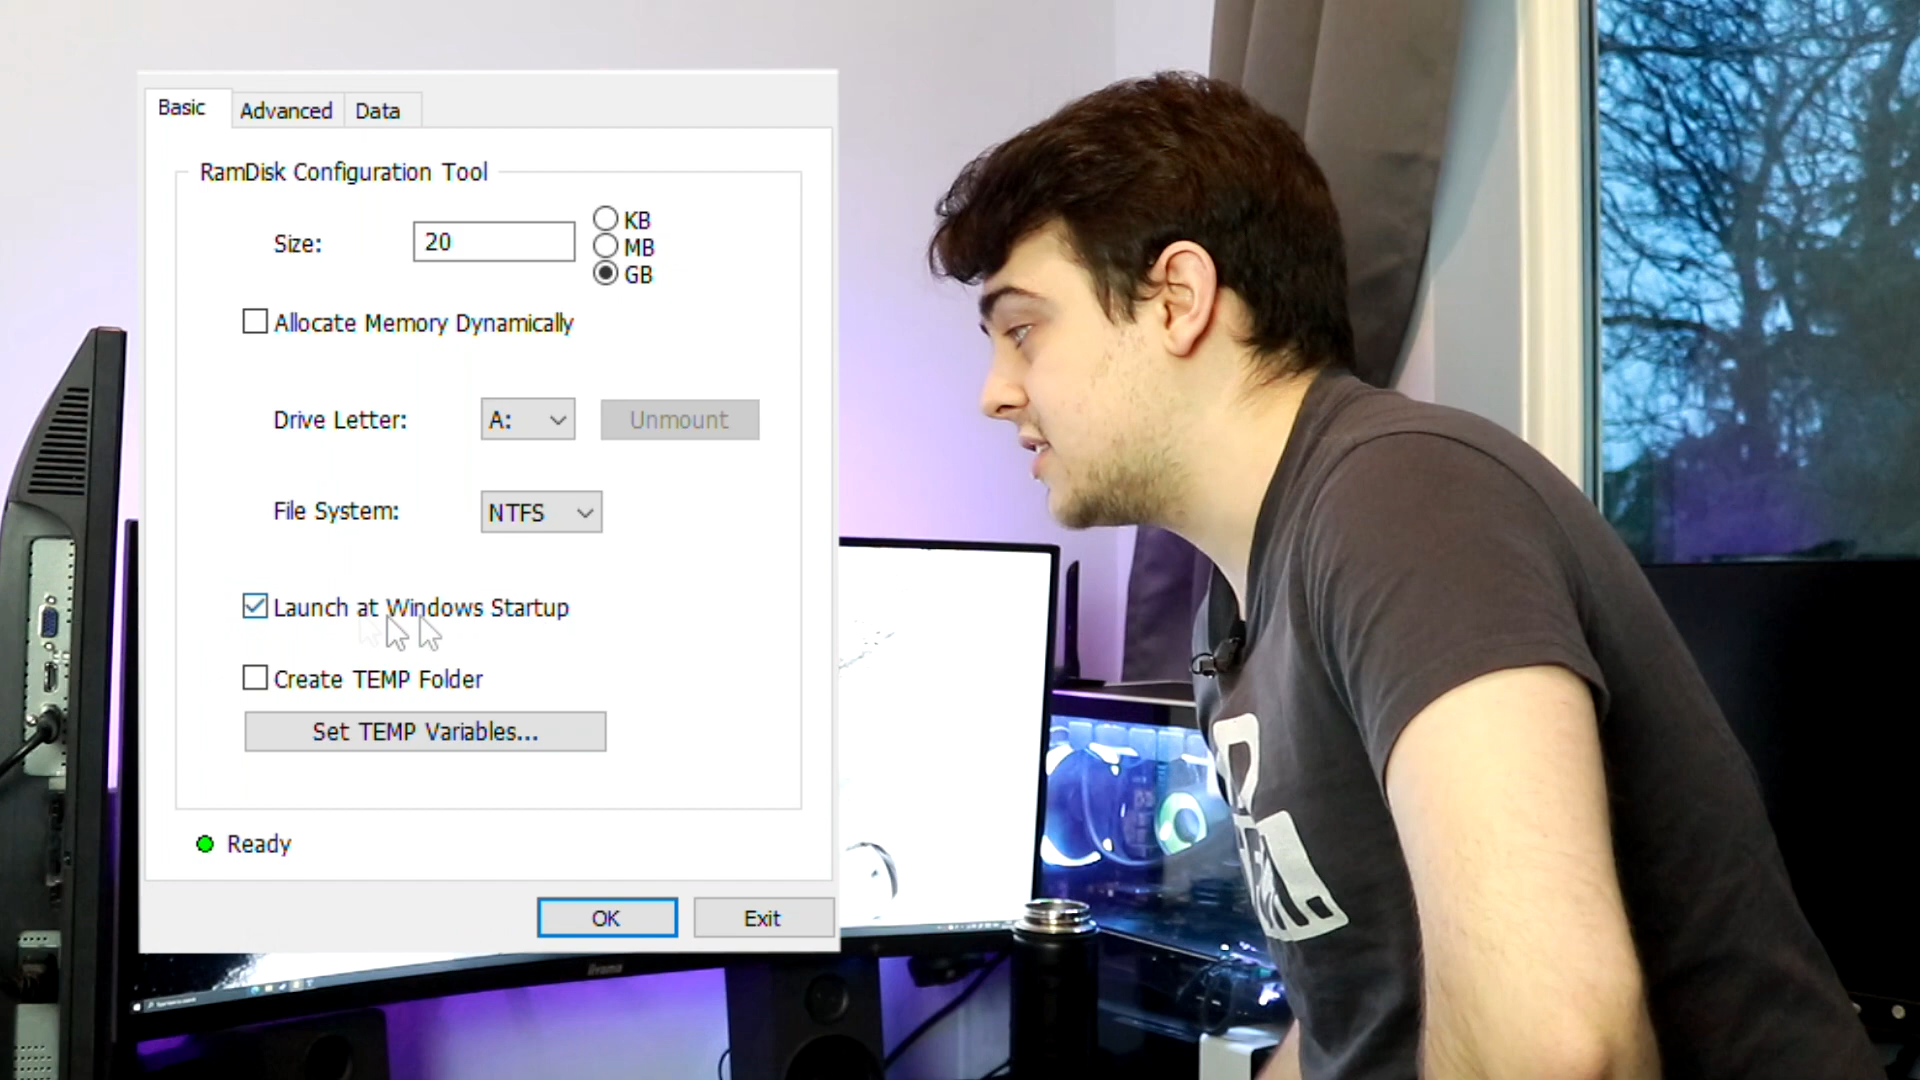 Basic Advanced Data
RamDisk Configuration Tool
Size: 20
KB
MB
GB
Allocate Memory Dynamically
Drive Letter: A: Unmount
File System: NTFS
Launch at Windows Startup
Create TEMP Folder
Set TEMP Variables...
Ready
OK Exit
iiyama